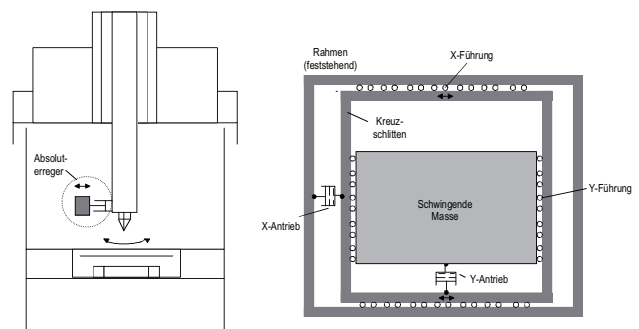 Absolut-
erreger
Rahmen
(feststehend)
X-Führung
Kreuz-
schlitten
Schwingende
Masse
Y-Führung
X-Antrieb
Y-Antrieb